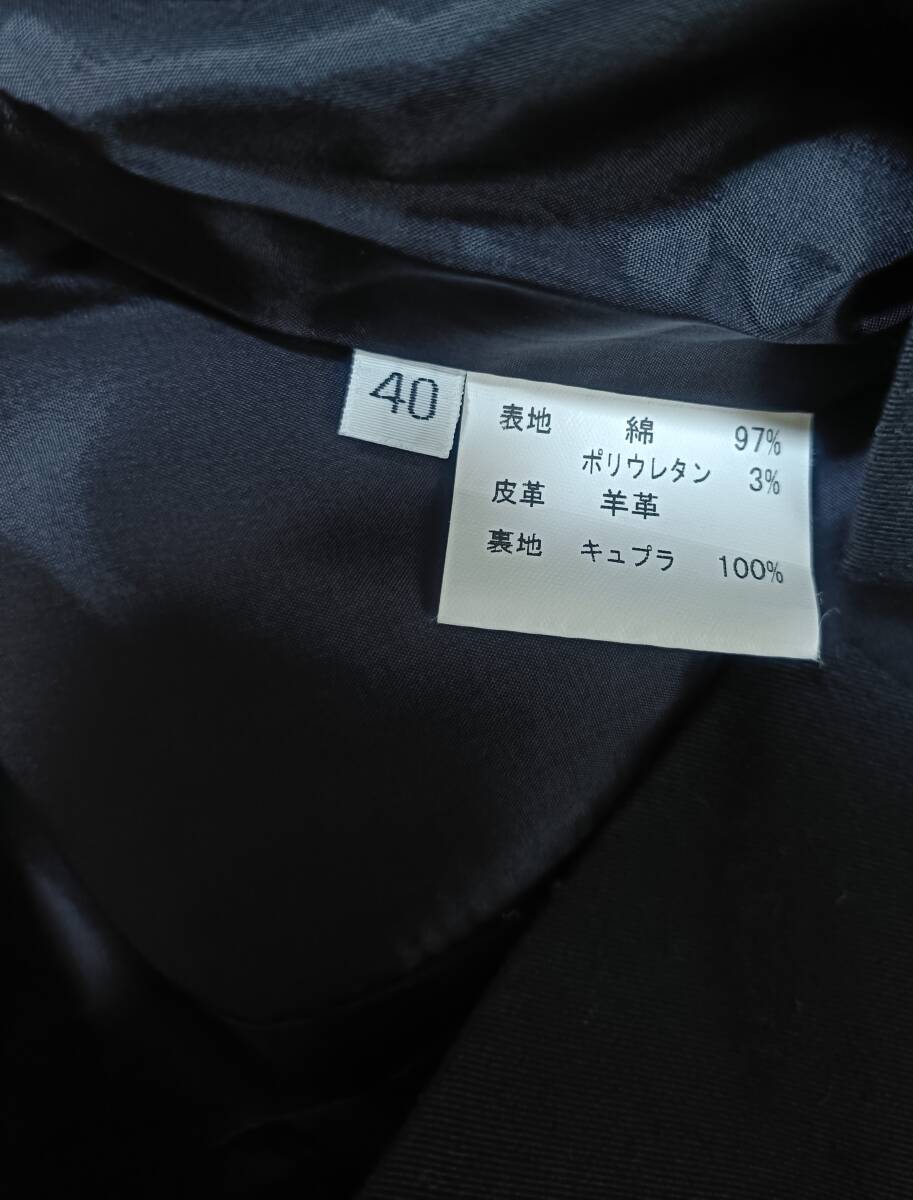 40
表地 綿 97%
ポリウレタン 3%
皮革 羊革
裏地 キュプラ 100%